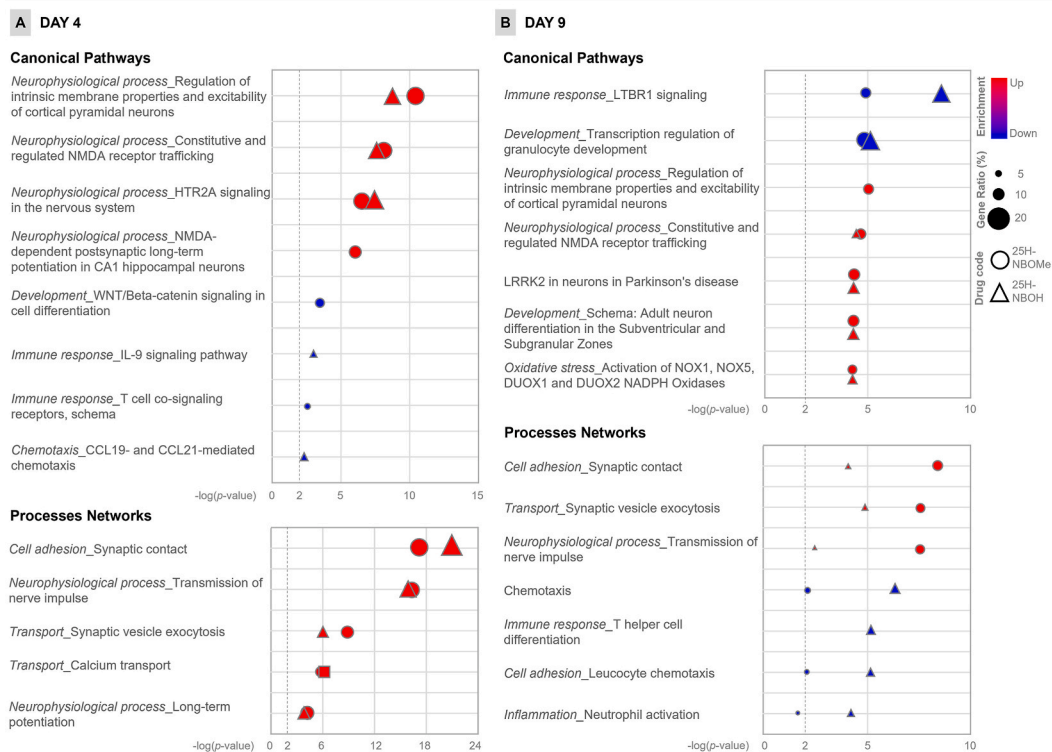 A DAY 4
Canonical Pathways
Neurophysiological process_Regulation of
intrinsic membrane properties and excitability
of cortical pyramidal neurons
Neurophysiological process_Constitutive and
regulated NMDA receptor trafficking
Neurophysiological process_HTR2A signaling
in the nervous system
Neurophysiological process_NMDA-
dependent postsynaptic long-term
potentiation in CA1 hippocampal neurons
Development_WNT/Beta-catenin signaling in
cell differentiation
Immune response_IL-9 signaling pathway
Immune response_T cell co-signaling
receptors, schema
Chemotaxis_CCL19- and CCL21-mediated
chemotaxis
-log(p-value) 0 2 5 10 15
Processes Networks
Cell adhesion_Synaptic contact
Neurophysiological process_Transmission of
nerve impulse
Transport_Synaptic vesicle exocytosis
Transport_Calcium transport
Neurophysiological process_Long-term
potentiation
-log(p-value) 0 2 6 12 18 24
B DAY 9
Canonical Pathways
Immune response_LTBR1 signaling
Development_Transcription regulation of
granulocyte development
Neurophysiological process_Regulation of
intrinsic membrane properties and excitability
of cortical pyramidal neurons
Neurophysiological process_Constitutive and
regulated NMDA receptor trafficking
LRRK2 in neurons in Parkinson's disease
Development_Schema: Adult neuron
differentiation in the Subventricular and
Subgranular Zones
Oxidative stress_Activation of NOX1, NOX5,
DUOX1 and DUOX2 NADPH Oxidases
-log(p-value) 0 2 5 10
Processes Networks
Cell adhesion_Synaptic contact
Transport_Synaptic vesicle exocytosis
Neurophysiological process_Transmission of
nerve impulse
Chemotaxis
Immune response_T helper cell
differentiation
Cell adhesion_Leucocyte chemotaxis
Inflammation_Neutrophil activation
-log(p-value) 0 2 5 10
Enrichment
Up
Down
Gene Ratio (%)
5
10
20
Drug code
25H-
NBOMe
25H-
NBOH